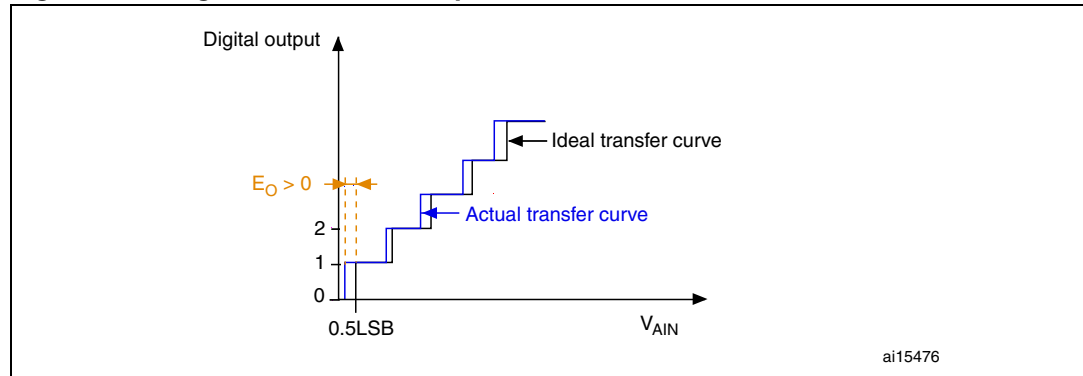 Digital output
Ideal transfer curve
E_O > 0
Actual transfer curve
2
1
0
0.5LSB
V_AIN
ai15476